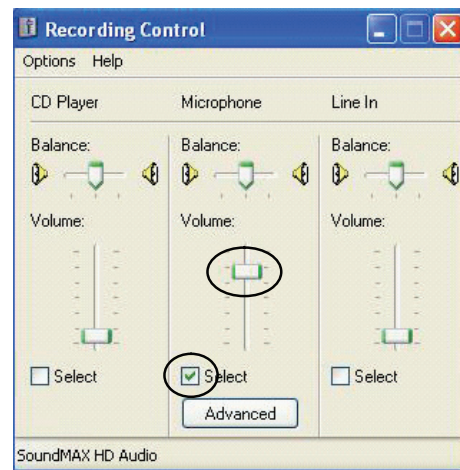 Recording Control
Options Help
CD Player Microphone Line In
Balance: Balance: Balance:
Volume: Volume: Volume:
Select Select Select
Advanced
SoundMAX HD Audio